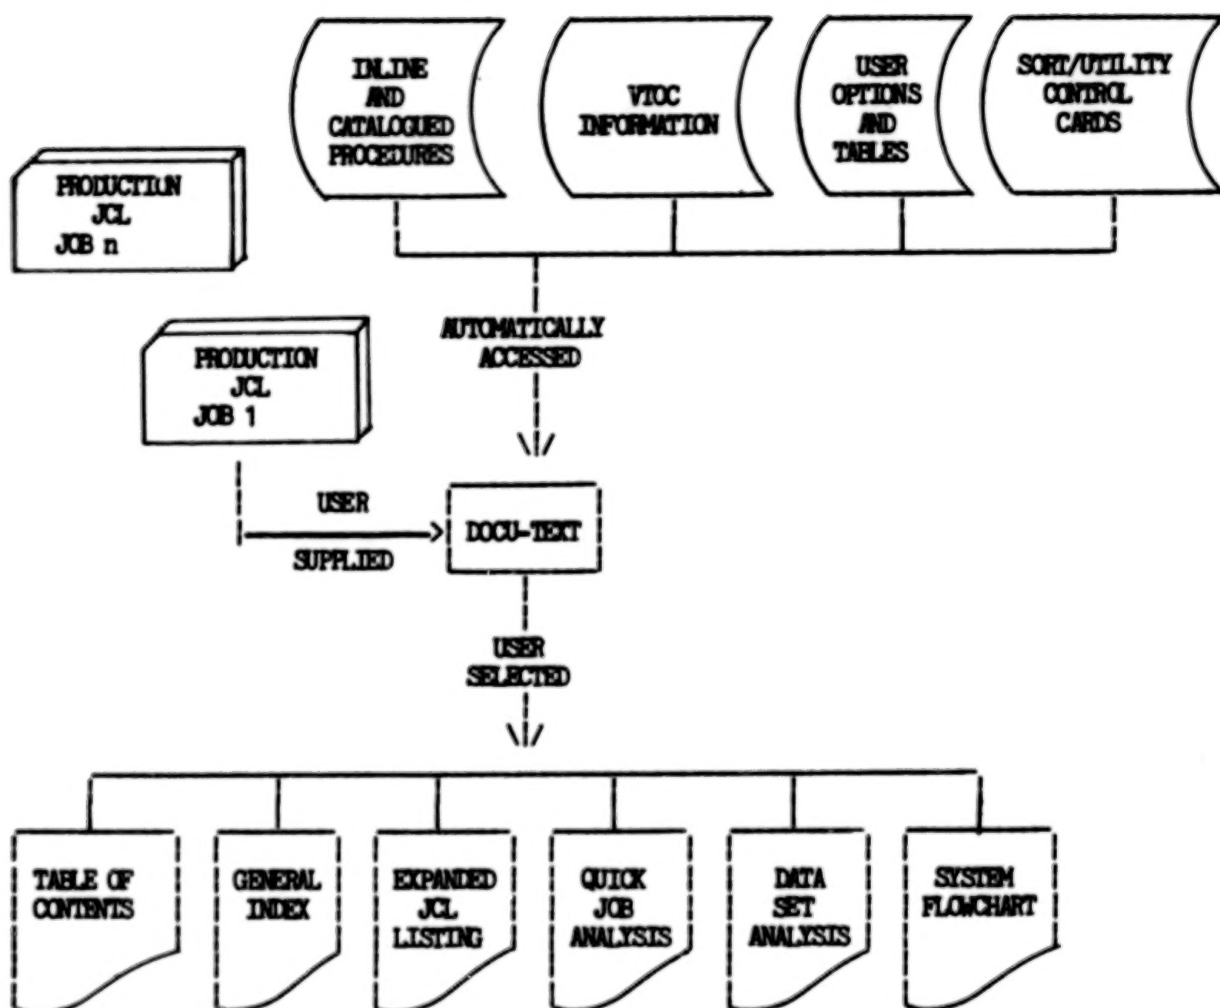 INLINE
AND
CATALOGUED
PROCEDURES
VTOC
INFORMATION
USER
OPTIONS
AND
TABLES
SORT/UTILITY
CONTROL
CARDS
PRODUCTION
JCL
JOB n
PRODUCTION
JCL
JOB 1
AUTOMATICALLY
ACCESSED
USER
SUPPLIED
DOCU-TEXT
USER
SELECTED
TABLE OF
CONTENTS
GENERAL
INDEX
EXPANDED
JCL
LISTING
QUICK
JOB
ANALYSIS
DATA
SET
ANALYSIS
SYSTEM
FLOWCHART